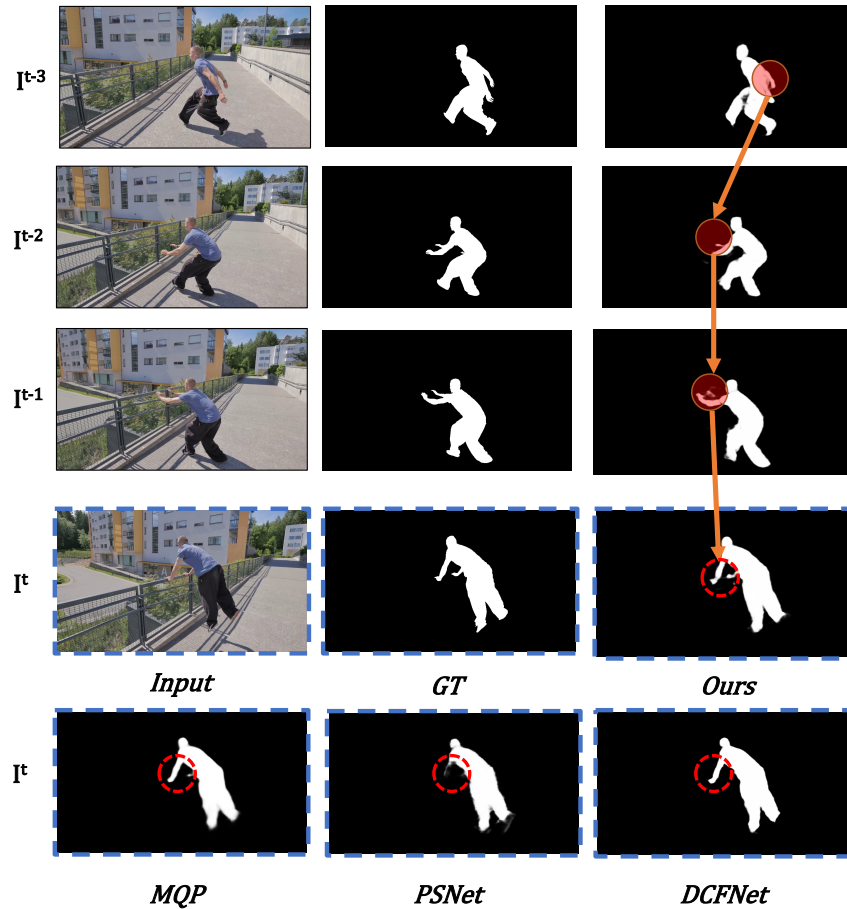 I^t-3
I^t-2
I^t-1
I^t
Input GT Ours
I^t
MQP PSNet DCFNet